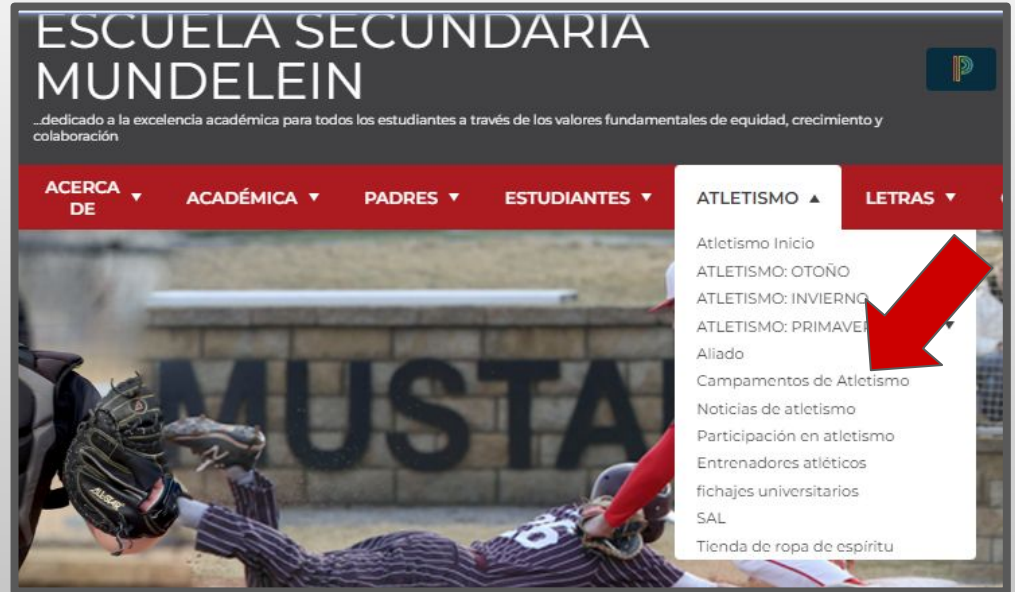 ESCUELA SECUNDARIA
MUNDELEIN
...dedicado a la excelencia académica para todos los estudiantes a través de los valores fundamentales de equidad, crecimiento y
colaboración
ACERCA DE
ACADÉMICA
PADRES
ESTUDIANTES
ATLETISMO
LETRAS
Atletismo Inicio
ATLETISMO: OTOÑO
ATLETISMO: INVIERNO
ATLETISMO: PRIMAVER
Aliado
Campamentos de Atletismo
Noticias de atletismo
Participación en atletismo
Entrenadores atléticos
fichajes universitarios
SAL
Tienda de ropa de espíritu
MUSTA
26